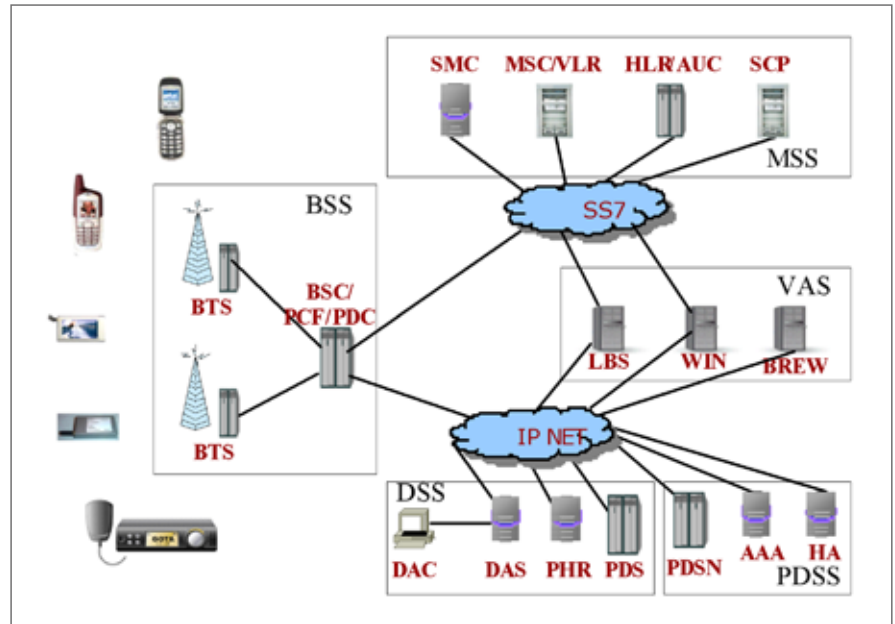 SMC MSC/VLR HLR/AUC SCP
MSS
SS7
BSS
BTS
BSC/
PCF/PDC
BTS
VAS
LBS WIN BREW
IP NET
DSS
DAC DAS PHR PDS
PDSN AAA HA
PDSS
GOTA